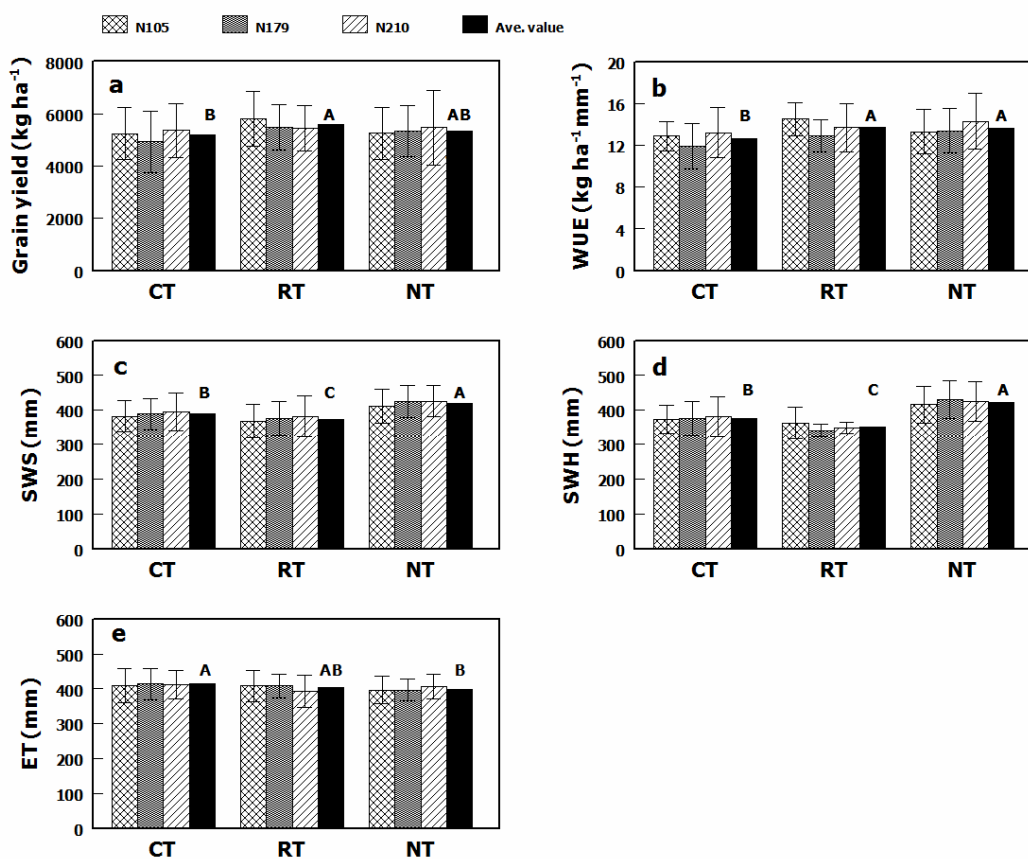 N105 N179 N210 Ave. value
a
Grain yield (kg ha⁻¹)
8000
6000
4000
2000
0
B A AB
CT RT NT
b
WUE (kg ha⁻¹ mm⁻¹)
20
16
12
8
4
0
B A A
CT RT NT
c
SWS (mm)
600
500
400
300
200
100
0
B C A
CT RT NT
d
SWH (mm)
600
500
400
300
200
100
0
B C A
CT RT NT
e
ET (mm)
600
500
400
300
200
100
0
A AB B
CT RT NT